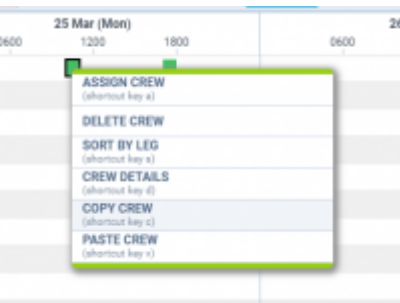 25 Mar (Mon)
26
0600 1200 1800 0600
ASSIGN CREW
(shortcut key a)
DELETE CREW
SORT BY LEG
(shortcut key s)
CREW DETAILS
(shortcut key d)
COPY CREW
(shortcut key c)
PASTE CREW
(shortcut key v)